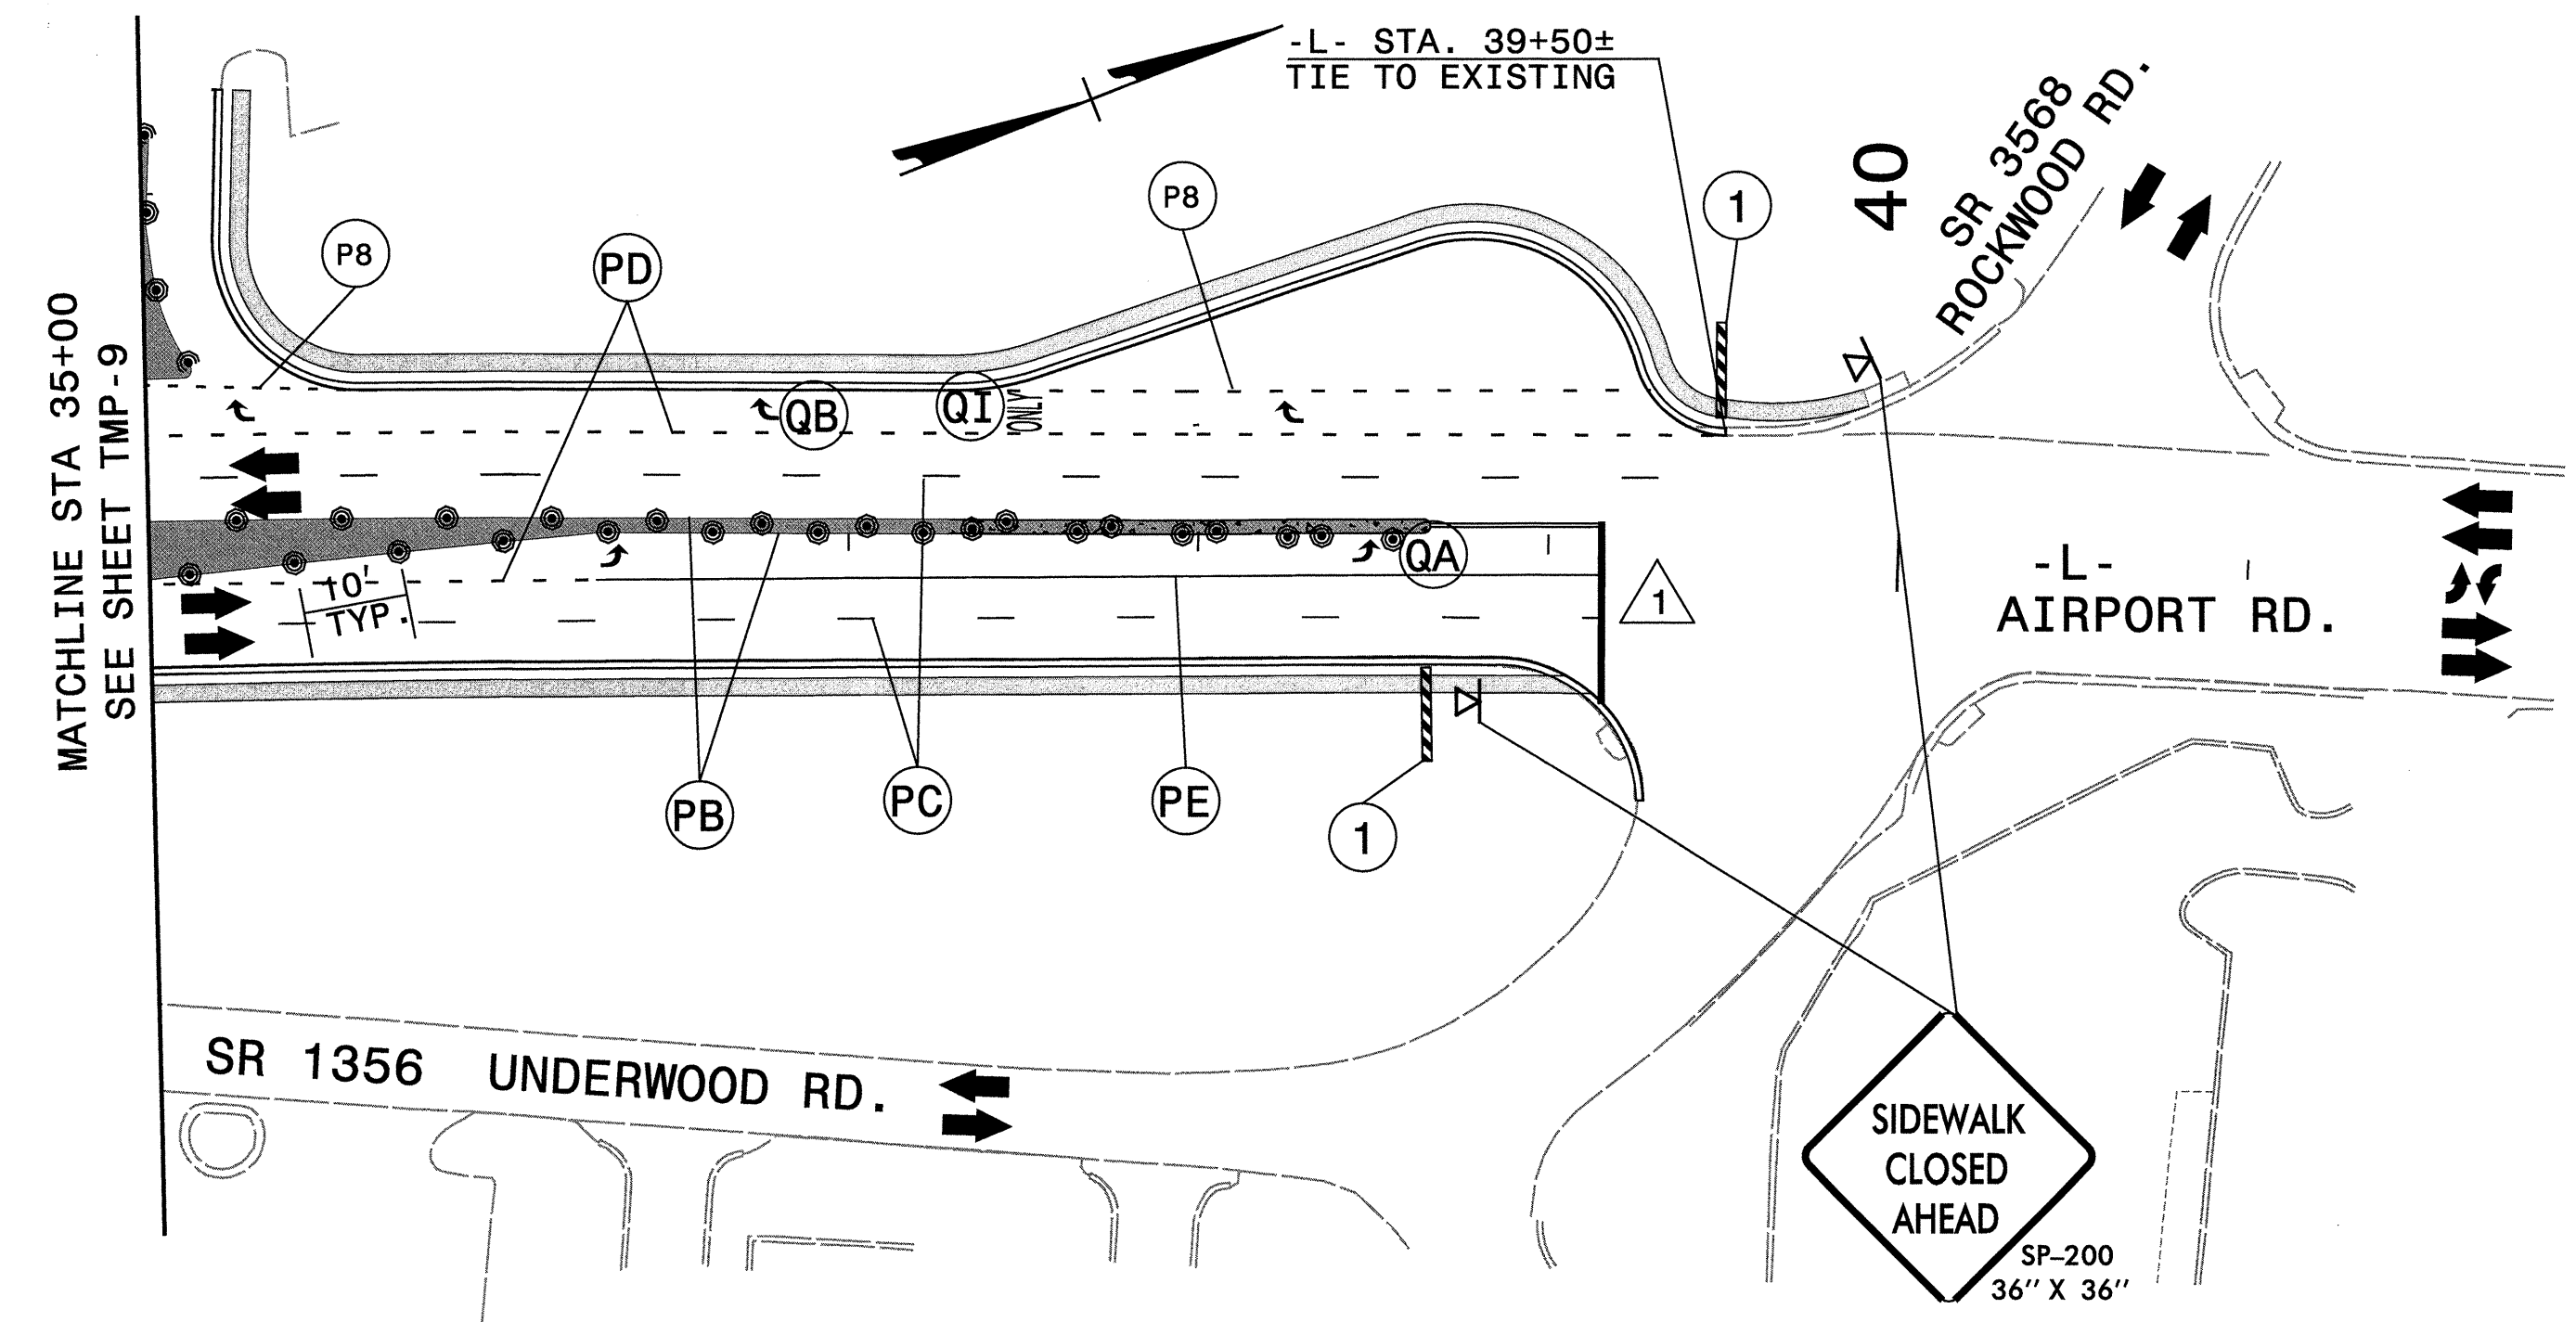 -L- STA. 39+50±
TIE TO EXISTING
MATCHLINE STA 35+00
SEE SHEET TMP-9
P8
PD
P8
1
40
SR 3568
ROCKWOOD RD.
QB
QI
ONLY
QA
10'
TYP.
1
-L-
AIRPORT RD.
PB
PC
PE
1
SR 1356 UNDERWOOD RD.
SIDEWALK
CLOSED
AHEAD
SP-200
36" X 36"